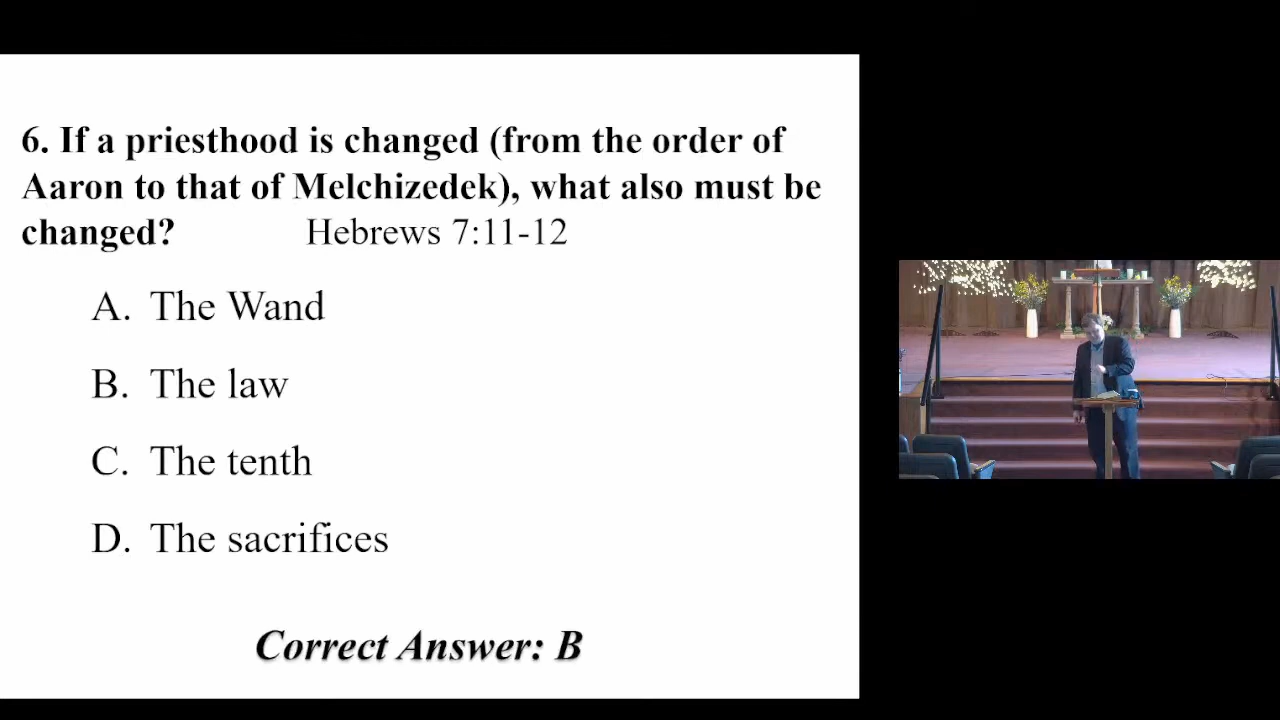 6. If a priesthood is changed (from the order of
Aaron to that of Melchizedek), what also must be
changed? Hebrews 7:11-12
A. The Wand
B. The law
C. The tenth
D. The sacrifices
Correct Answer: B